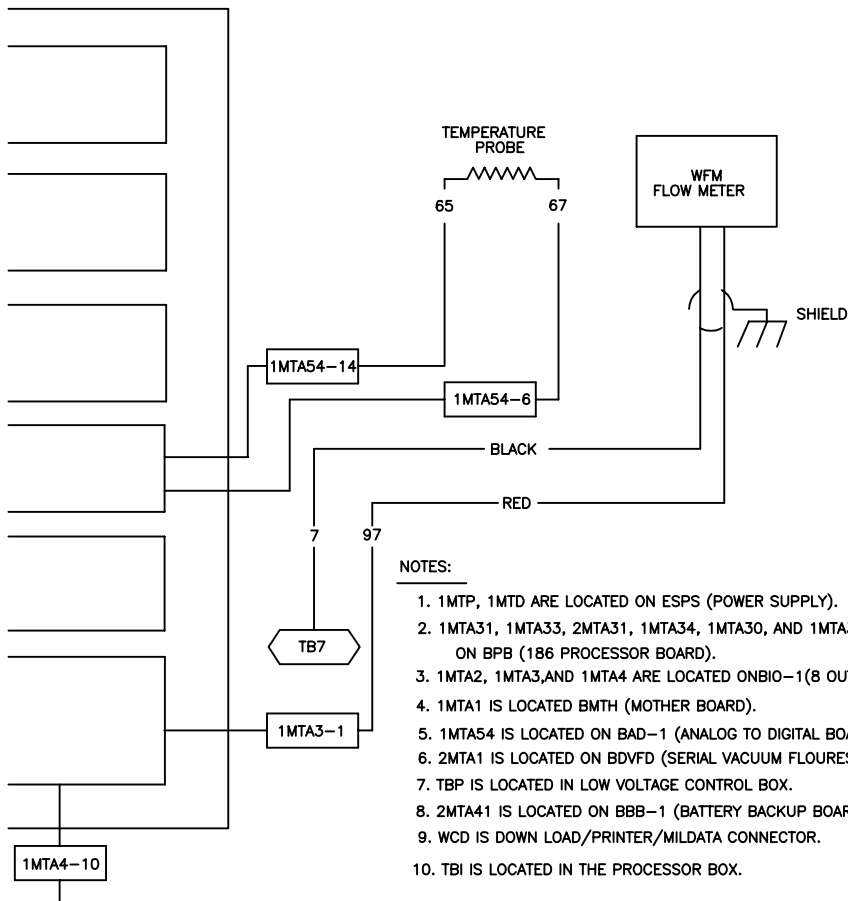 TEMPERATURE
PROBE
WFM
FLOW METER
65
67
SHIELD
1MTA54-14
1MTA54-6
BLACK
RED
7
97
NOTES:
TB7
1. 1MTP, 1MTD ARE LOCATED ON ESPS (POWER SUPPLY).
2. 1MTA31, 1MTA33, 2MTA31, 1MTA34, 1MTA30, AND
ON BPB (186 PROCESSOR BOARD).
3. 1MTA2, 1MTA3,AND 1MTA4 ARE LOCATED ONBIO-1(8
4. 1MTA1 IS LOCATED BMTH (MOTHER BOARD).
1MTA3-1
5. 1MTA54 IS LOCATED ON BAD-1 (ANALOG TO DIGITAL
6. 2MTA1 IS LOCATED ON BDVFD (SERIAL VACUUM
7. TBP IS LOCATED IN LOW VOLTAGE CONTROL BOX.
8. 2MTA41 IS LOCATED ON BBB-1 (BATTERY BACKUP
9. WCD IS DOWN LOAD/PRINTER/MILDATA CONNECTOR.
1MTA4-10
10. TBI IS LOCATED IN THE PROCESSOR BOX.